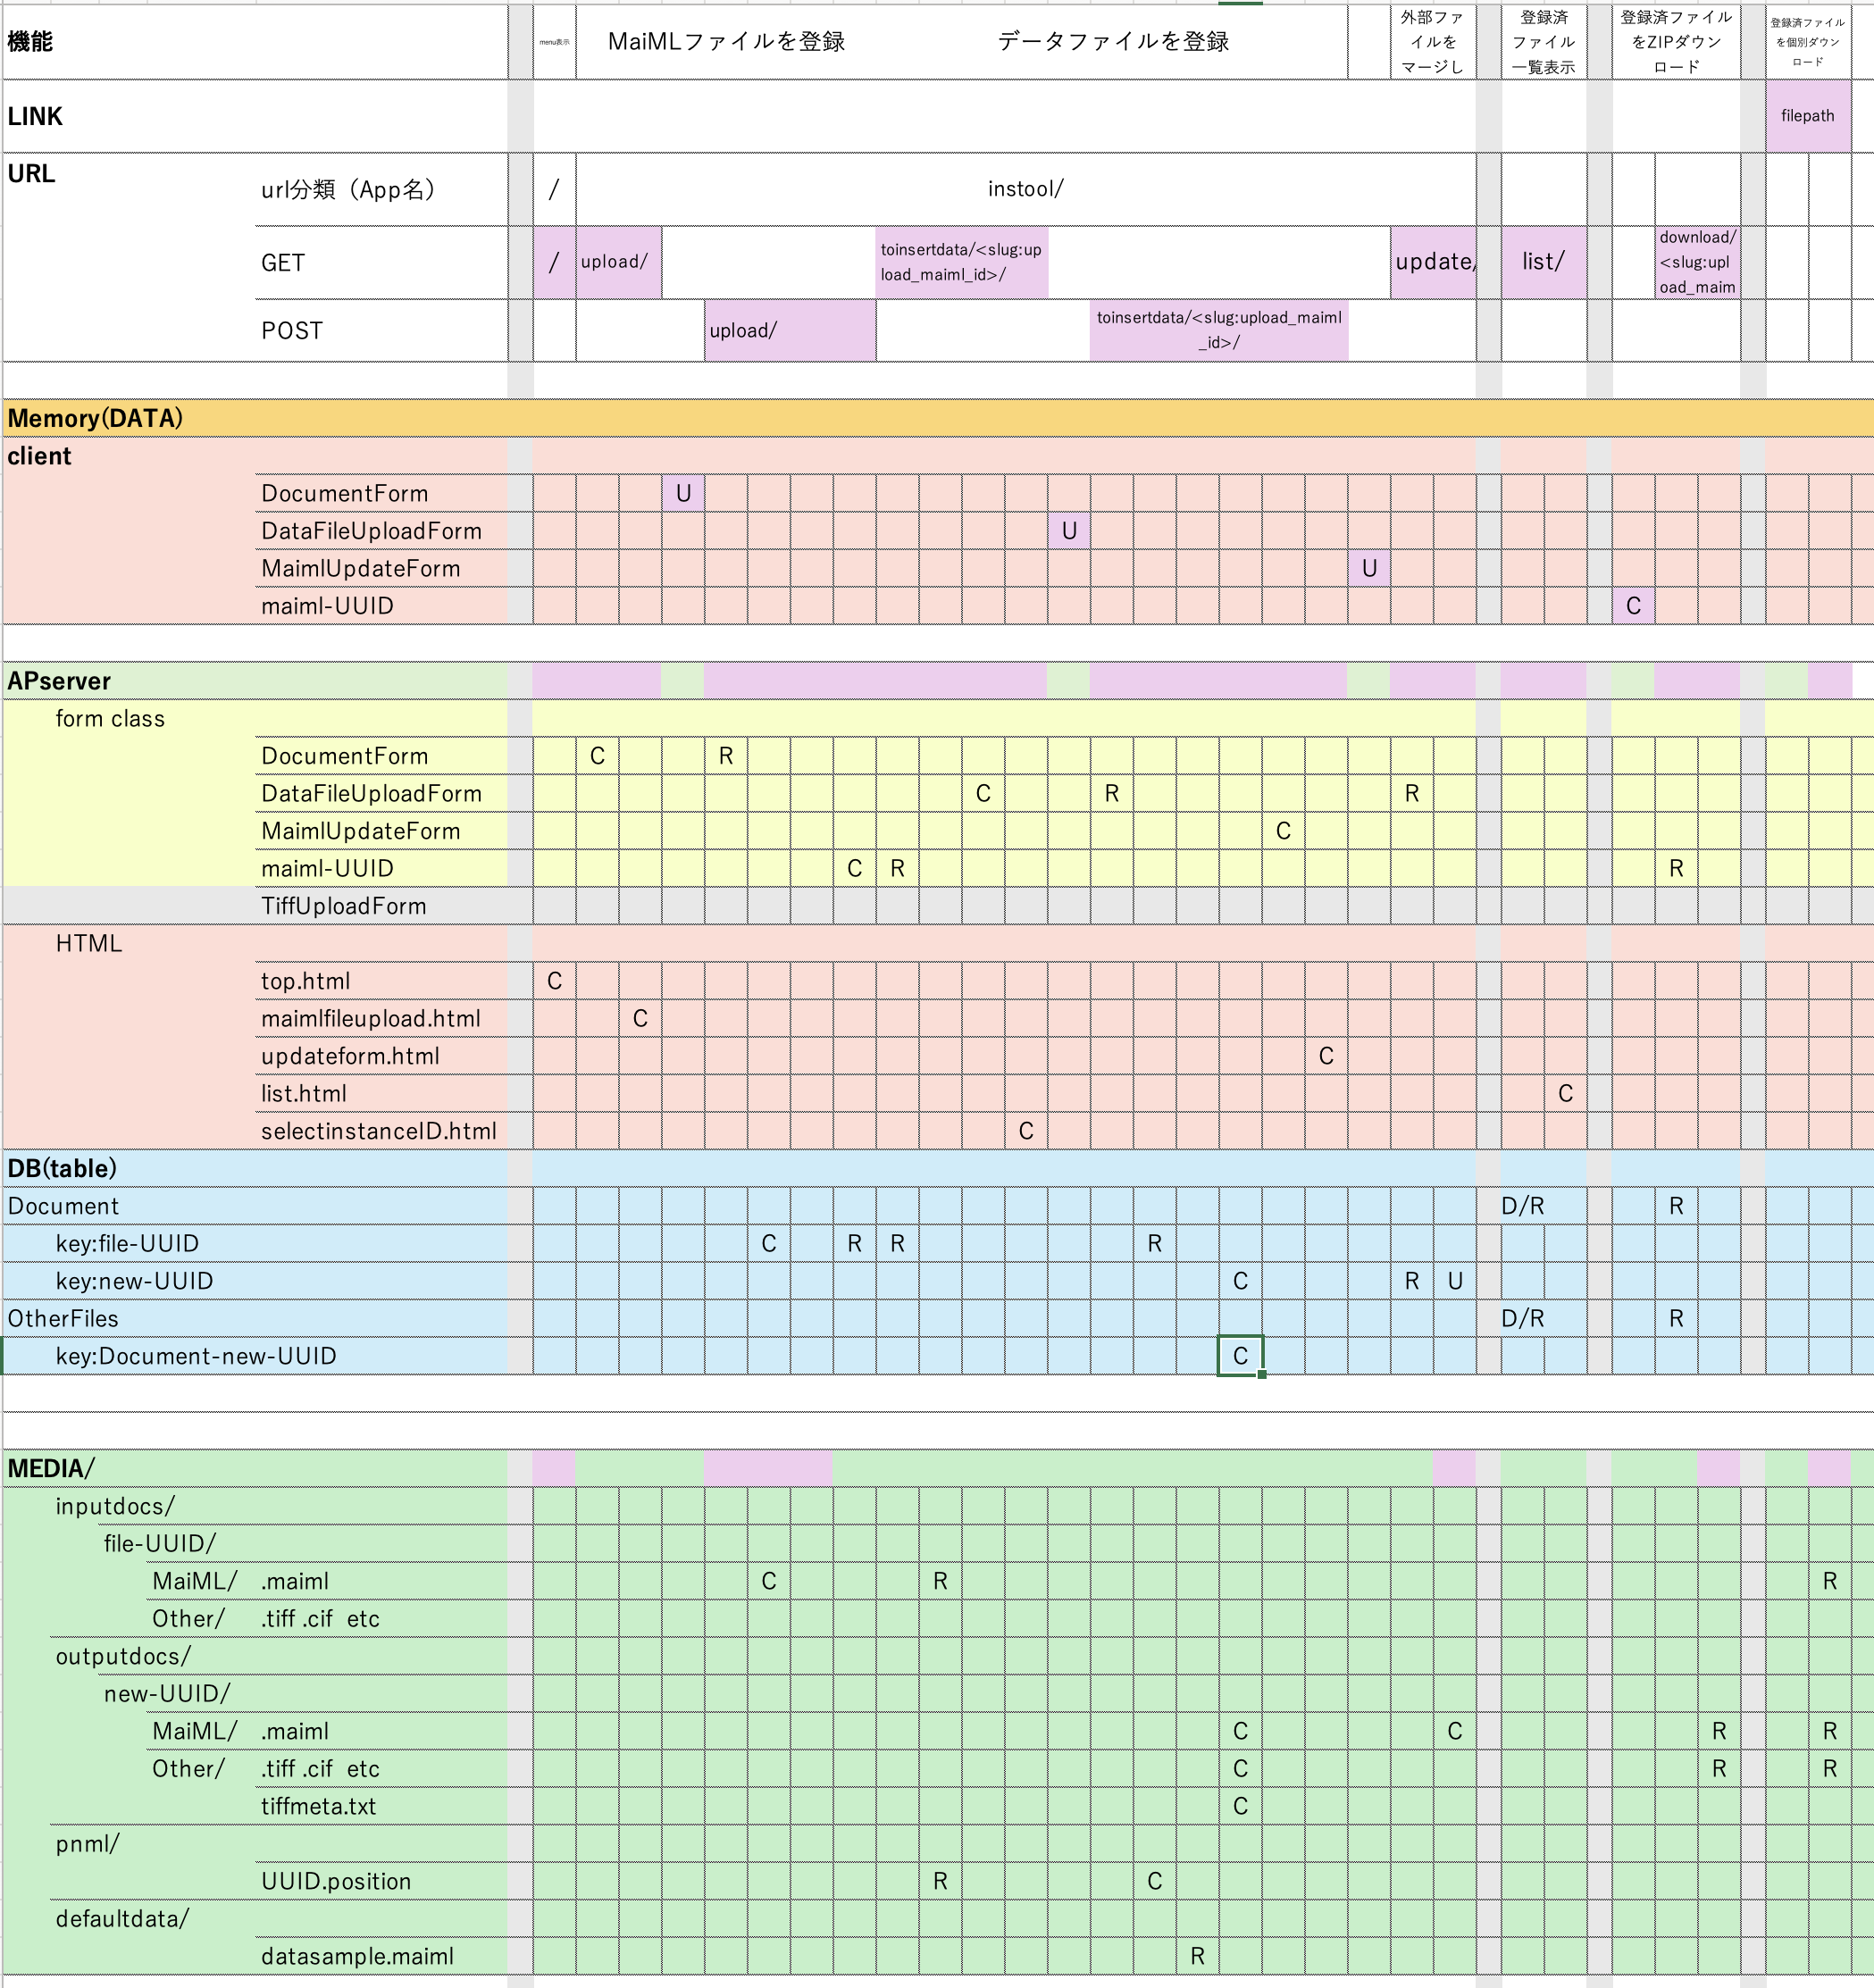 機能
menu表示
MaiMLファイルを登録
データファイルを登録
外部ファ
イルを
マージし
登録済
ファイル
一覧表示
登録済ファイル
をZIPダウン
ロード
登録済ファイル
を個別ダウン
ロード
LINK
filepath
URL
url分類（App名）
/
instool/
GET
/
upload/
toinsertdata/<slug:up
load_maiml_id>/
update/
list/
download/
<slug:upl
oad_maim
POST
upload/
toinsertdata/<slug:upload_maiml
_id>/
Memory(DATA)
client
DocumentForm U
DataFileUploadForm U
MaimlUpdateForm U
maiml-UUID C
APserver
form class
DocumentForm C R
DataFileUploadForm C R R
MaimlUpdateForm C
maiml-UUID C R R
TiffUploadForm
HTML
top.html C
maimlfileupload.html C
updateform.html C
list.html C
selectinstanceID.html C
DB(table)
Document D/R R
key:file-UUID C R R R
key:new-UUID C R U
OtherFiles D/R R
key:Document-new-UUID C
MEDIA/
inputdocs/
file-UUID/
MaiML/ .maiml C R R
Other/ .tiff .cif etc
outputdocs/
new-UUID/
MaiML/ .maiml C C R R
Other/ .tiff .cif etc C R R
tiffmeta.txt C
pnml/
UUID.position R C
defaultdata/
datasample.maiml R